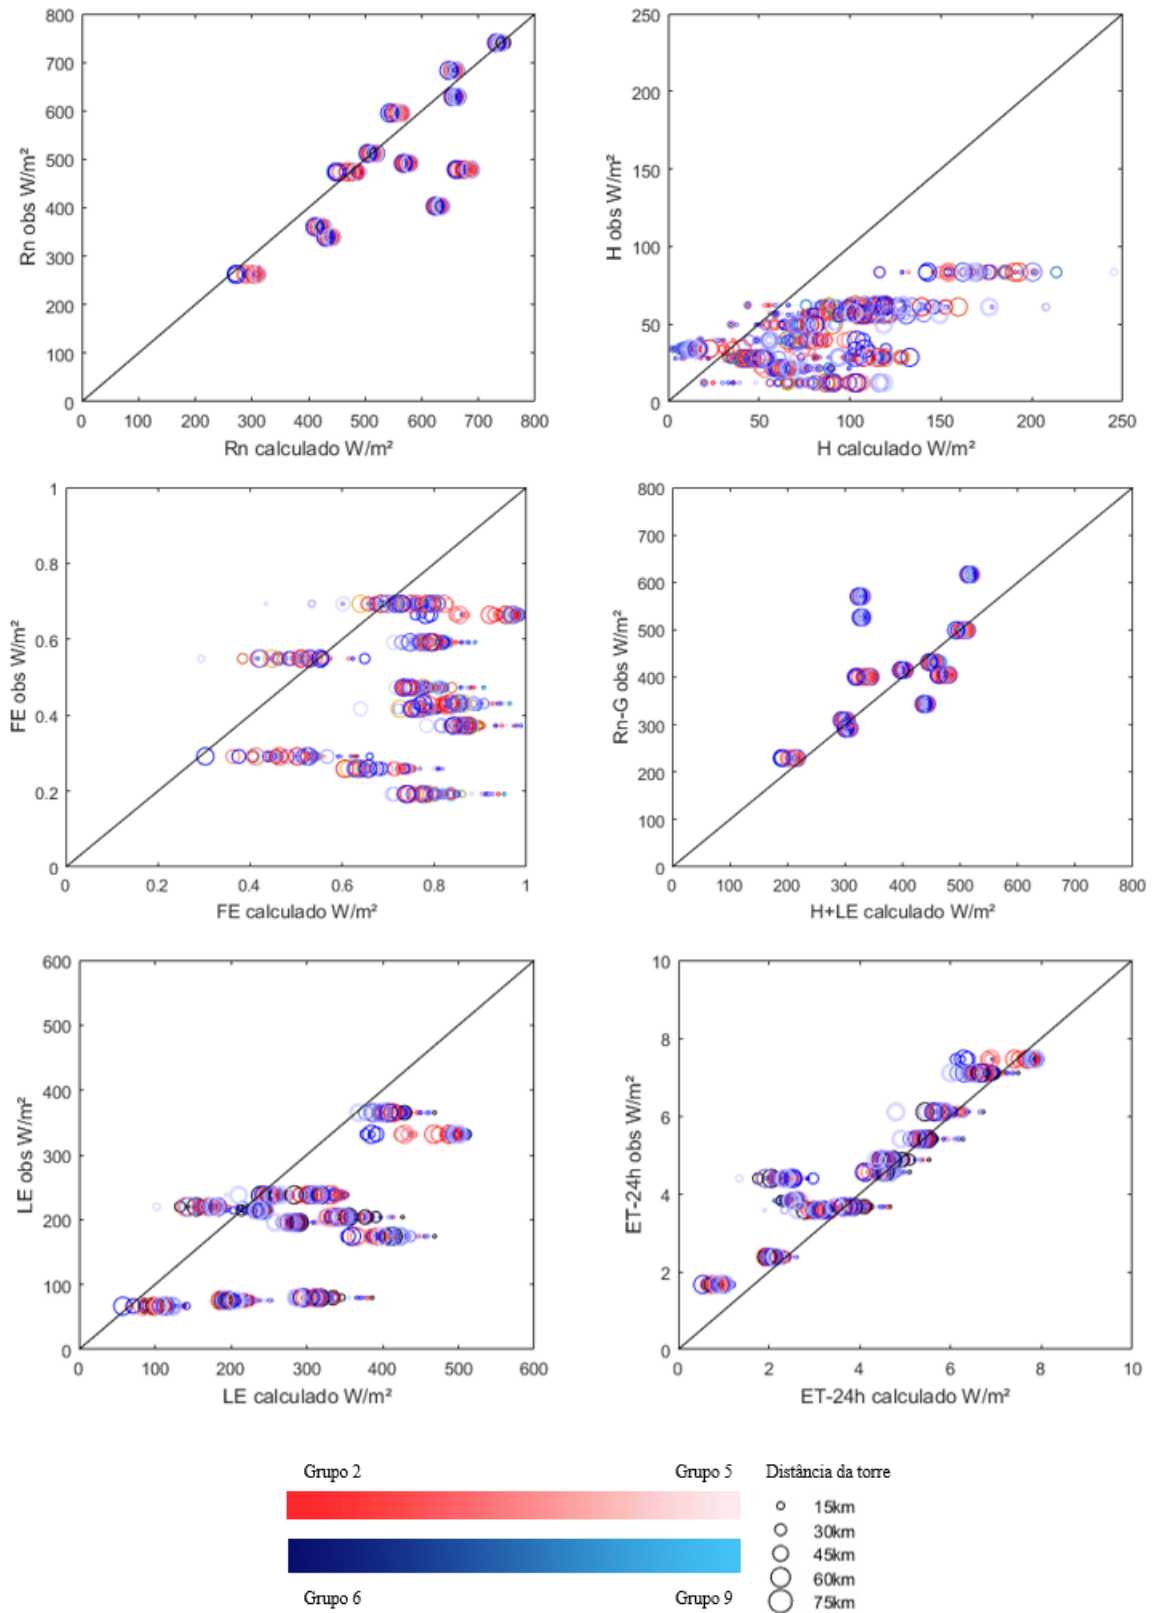 800
700
600
500
400
300
200
100
0
Rn obs W/m²
0 100 200 300 400 500 600 700 800
Rn calculado W/m²
250
200
150
100
50
0
H obs W/m²
0 50 100 150 200 250
H calculado W/m²
1
0.8
0.6
0.4
0.2
0
FE obs W/m²
0 0.2 0.4 0.6 0.8 1
FE calculado W/m²
800
700
600
500
400
300
200
100
0
Rn-G obs W/m²
0 100 200 300 400 500 600 700 800
H+LE calculado W/m²
600
500
400
300
200
100
0
LE obs W/m²
0 100 200 300 400 500 600
LE calculado W/m²
10
8
6
4
2
0
ET-24h obs W/m²
0 2 4 6 8 10
ET-24h calculado W/m²
Grupo 2 Grupo 5
Grupo 6 Grupo 9
Distância da torre
15km
30km
45km
60km
75km